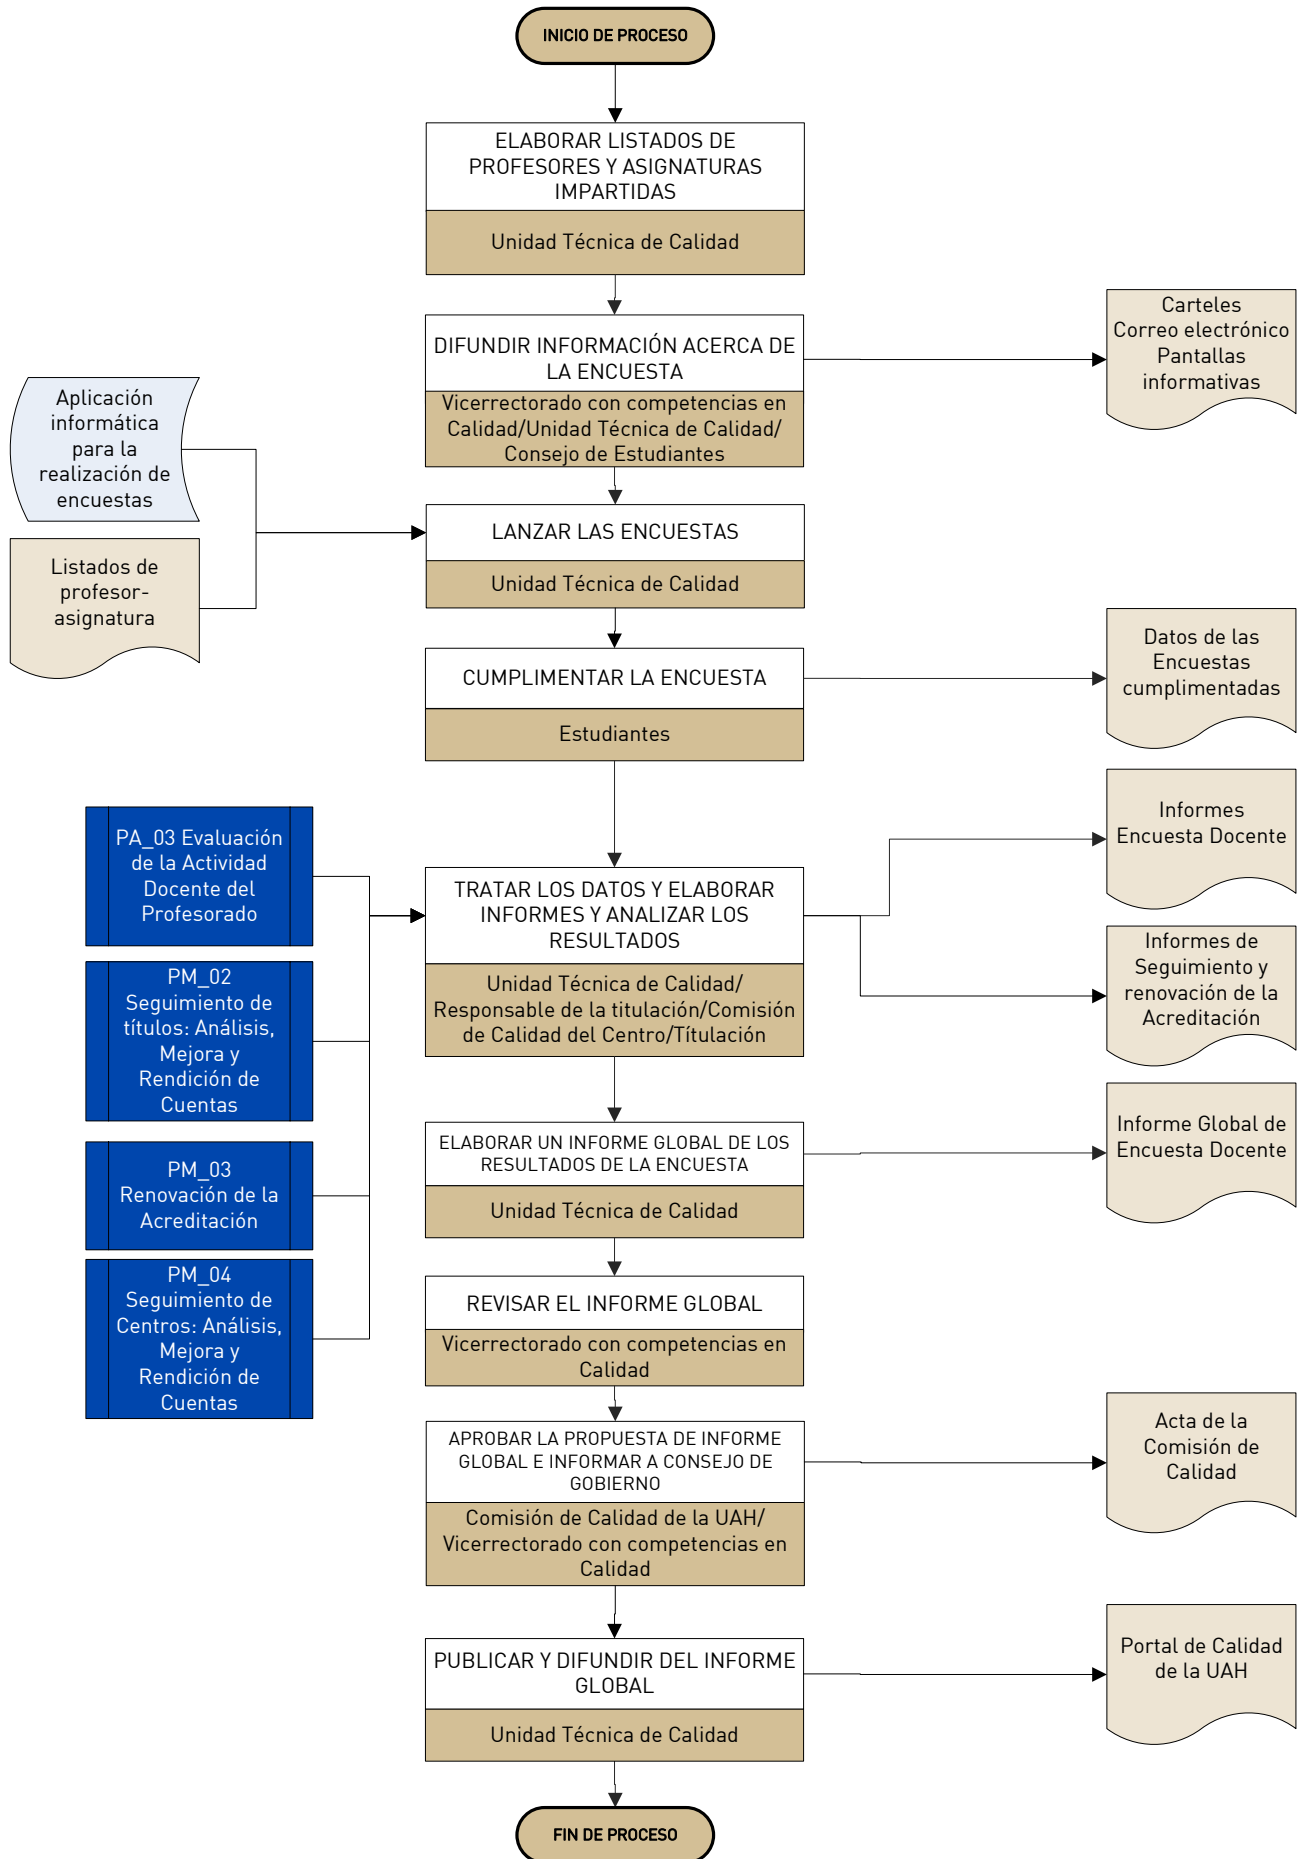 INICIO DE PROCESO
ELABORAR LISTADOS DE
PROFESORES Y ASIGNATURAS
IMPARTIDAS
Unidad Técnica de Calidad
DIFUNDIR INFORMACIÓN ACERCA DE
LA ENCUESTA
Vicerrectorado con competencias en
Calidad/Unidad Técnica de Calidad/
Consejo de Estudiantes
Carteles
Correo electrónico
Pantallas
informativas
Aplicación
informática
para la
realización de
encuestas
Listados de
profesor-
asignatura
LANZAR LAS ENCUESTAS
Unidad Técnica de Calidad
CUMPLIMENTAR LA ENCUESTA
Estudiantes
Datos de las
Encuestas
cumplimentadas
PA_03 Evaluación
de la Actividad
Docente del
Profesorado
PM_02
Seguimiento de
títulos: Análisis,
Mejora y
Rendición de
Cuentas
PM_03
Renovación de la
Acreditación
PM_04
Seguimiento de
Centros: Análisis,
Mejora y
Rendición de
Cuentas
TRATAR LOS DATOS Y ELABORAR
INFORMES Y ANALIZAR LOS
RESULTADOS
Unidad Técnica de Calidad/
Responsable de la titulación/Comisión
de Calidad del Centro/Títulación
Informes
Encuesta Docente
Informes de
Seguimiento y
renovación de la
Acreditación
ELABORAR UN INFORME GLOBAL DE LOS
RESULTADOS DE LA ENCUESTA
Unidad Técnica de Calidad
Informe Global de
Encuesta Docente
REVISAR EL INFORME GLOBAL
Vicerrectorado con competencias en
Calidad
APROBAR LA PROPUESTA DE INFORME
GLOBAL E INFORMAR A CONSEJO DE
GOBIERNO
Comisión de Calidad de la UAH/
Vicerrectorado con competencias en
Calidad
Acta de la
Comisión de
Calidad
PUBLICAR Y DIFUNDIR DEL INFORME
GLOBAL
Unidad Técnica de Calidad
Portal de Calidad
de la UAH
FIN DE PROCESO